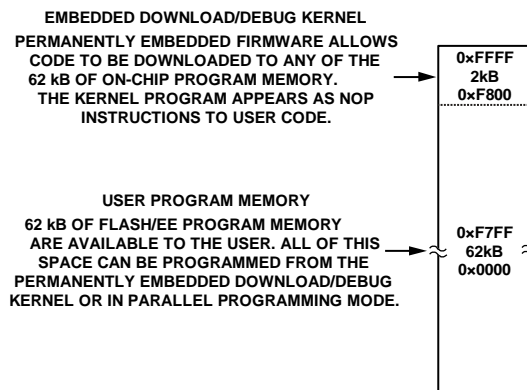 EMBEDDED DOWNLOAD/DEBUG KERNEL
PERMANENTLY EMBEDDED FIRMWARE ALLOWS
CODE TO BE DOWNLOADED TO ANY OF THE
62 kB OF ON-CHIP PROGRAM MEMORY.
THE KERNEL PROGRAM APPEARS AS NOP
INSTRUCTIONS TO USER CODE.
0×FFFF
2kB
0×F800
USER PROGRAM MEMORY
62 kB OF FLASH/EE PROGRAM MEMORY
ARE AVAILABLE TO THE USER. ALL OF THIS
SPACE CAN BE PROGRAMMED FROM THE
PERMANENTLY EMBEDDED DOWNLOAD/DEBUG
KERNEL OR IN PARALLEL PROGRAMMING MODE.
0×F7FF
62kB
0×0000